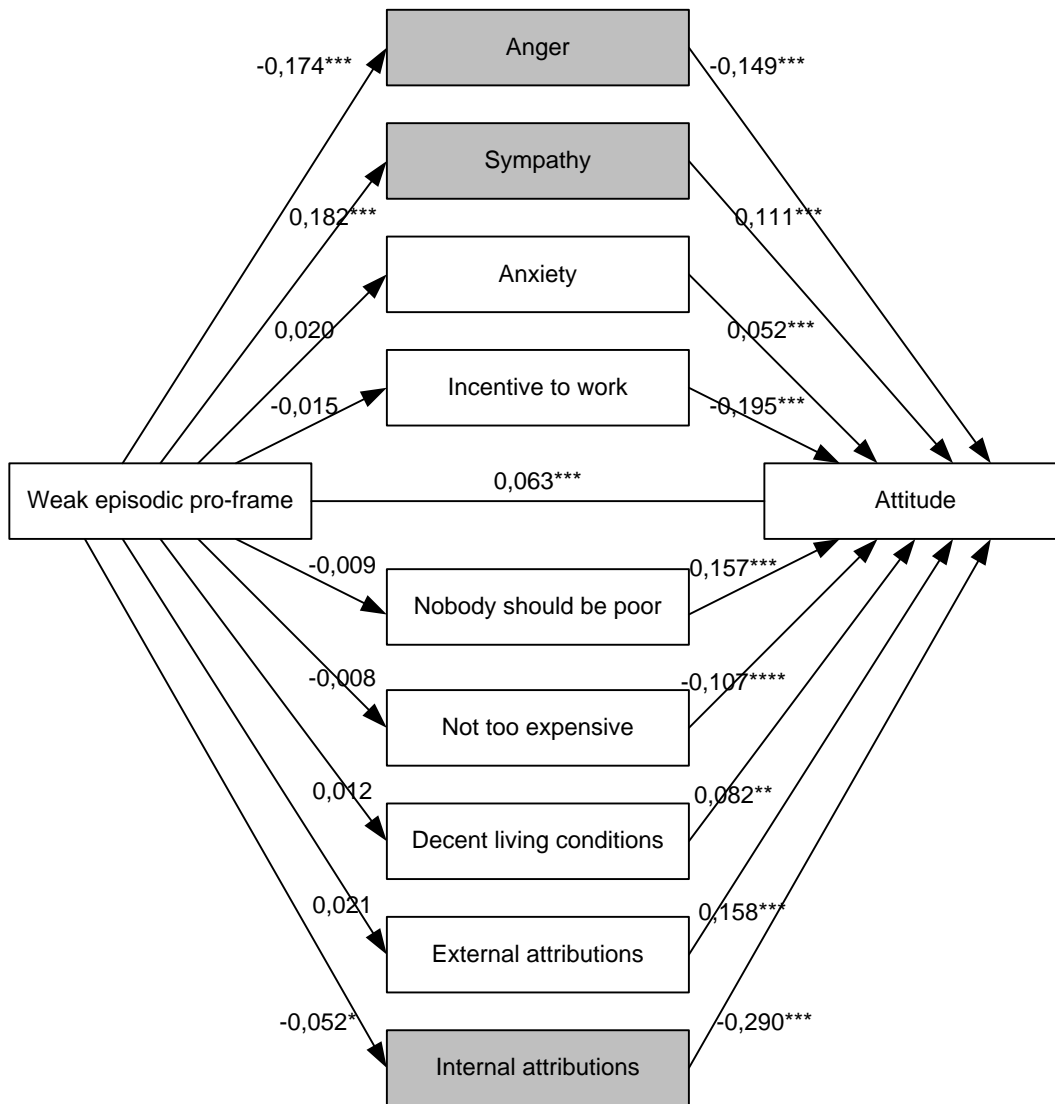 Anger
-0,174***
-0,149***
Sympathy
0,182***
0,111***
Anxiety
0,020
0,052***
Incentive to work
-0,015
-0,195***
Weak episodic pro-frame
0,063***
Attitude
-0,009
0,157***
Nobody should be poor
-0,008
-0,107****
Not too expensive
0,012
0,082**
Decent living conditions
0,021
0,158***
External attributions
-0,052*
-0,290***
Internal attributions